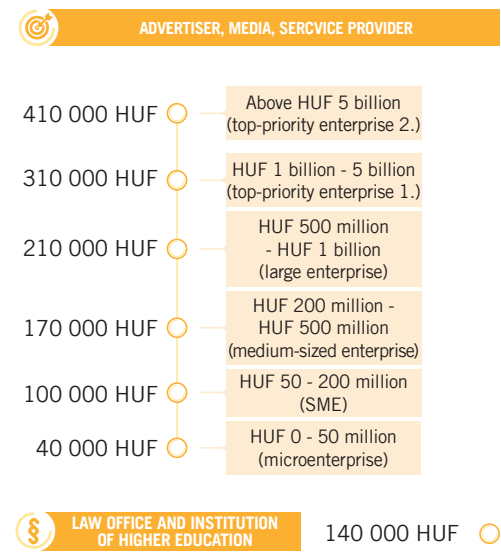 ADVERTISER, MEDIA, SERCVICE PROVIDER
410 000 HUF
Above HUF 5 billion
(top-priority enterprise 2.)
310 000 HUF
HUF 1 billion - 5 billion
(top-priority enterprise 1.)
210 000 HUF
HUF 500 million
- HUF 1 billion
(large enterprise)
170 000 HUF
HUF 200 million -
HUF 500 million
(medium-sized enterprise)
100 000 HUF
HUF 50 - 200 million
(SME)
40 000 HUF
HUF 0 - 50 million
(microenterprise)
§
LAW OFFICE AND INSTITUTION
OF HIGHER EDUCATION
140 000 HUF